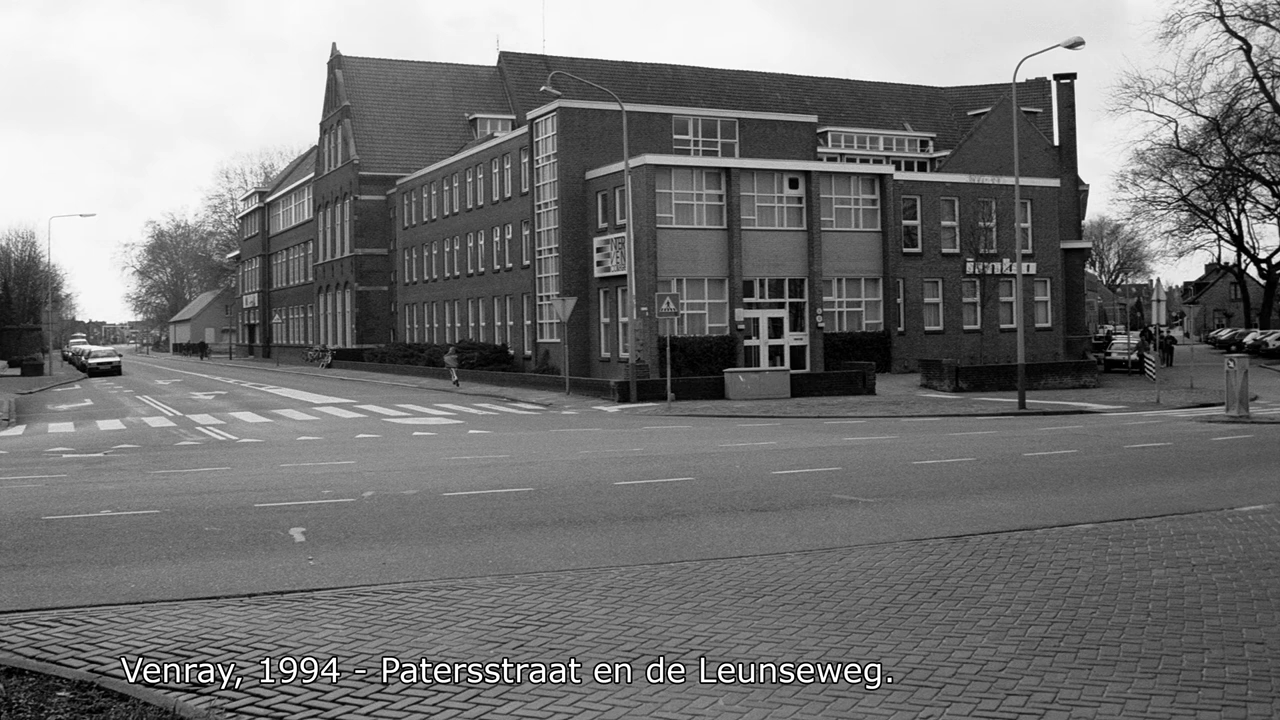 Venray, 1994 - Patersstraat en de Leunseweg.